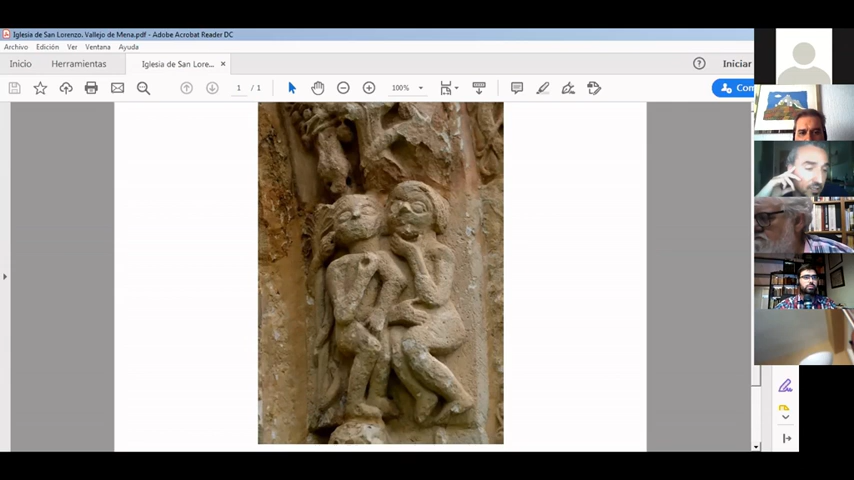 Iglesia de San Lorenzo. Vallejo de Mena.pdf - Adobe Acrobat Reader DC
Archivo Edición Ver Ventana Ayuda
Inicio Herramientas Iglesia de San Lore... × ? Iniciar
1 / 1 100% Com